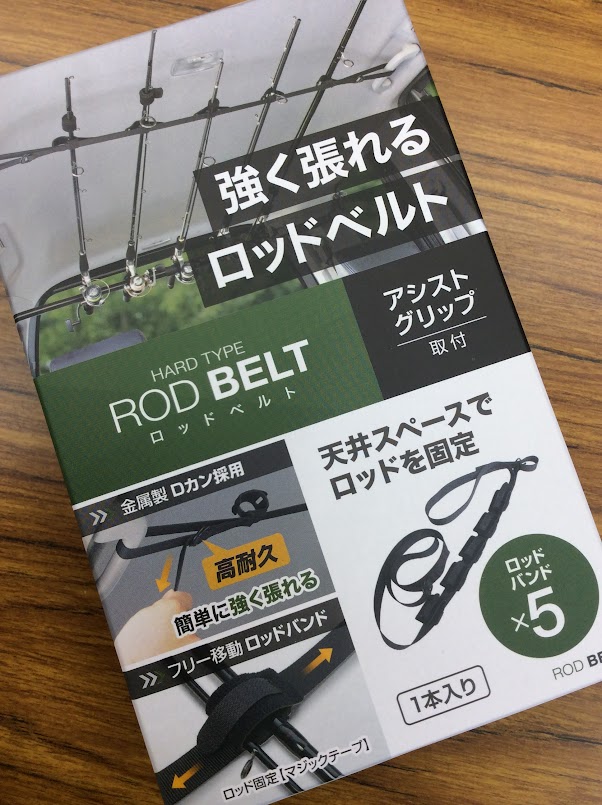 強く張れる
ロッドベルト
アシスト
グリップ
取付
HARD TYPE
ROD BELT
ロッドベルト
天井スペースで
ロッドを固定
金属製 Dカン採用
高耐久
簡単に強く張れる
フリー移動 ロッドバンド
ロッド固定【マジックテープ】
ロッド
バンド
×5
1本入り
ROD BE